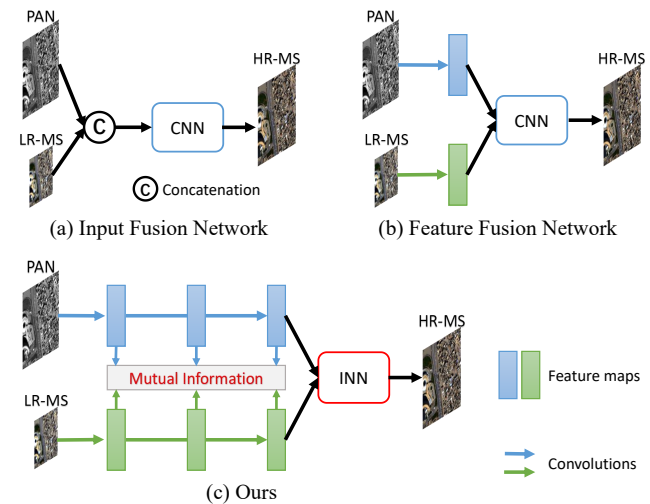 PAN
LR-MS
C
CNN
HR-MS
C Concatenation
(a) Input Fusion Network
PAN
LR-MS
CNN
HR-MS
(b) Feature Fusion Network
PAN
LR-MS
Mutual Information
INN
HR-MS
Feature maps
Convolutions
(c) Ours